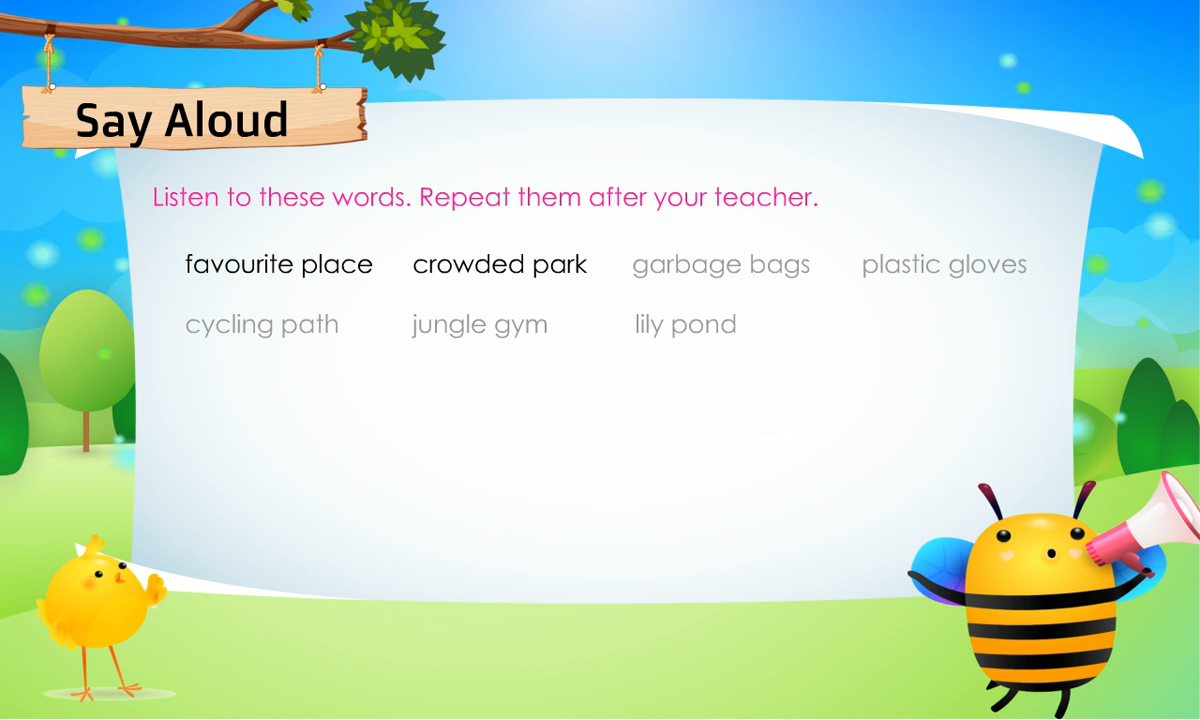 Say Aloud
Listen to these words. Repeat them after your teacher.
favourite place crowded park garbage bags plastic gloves
cycling path jungle gym lily pond